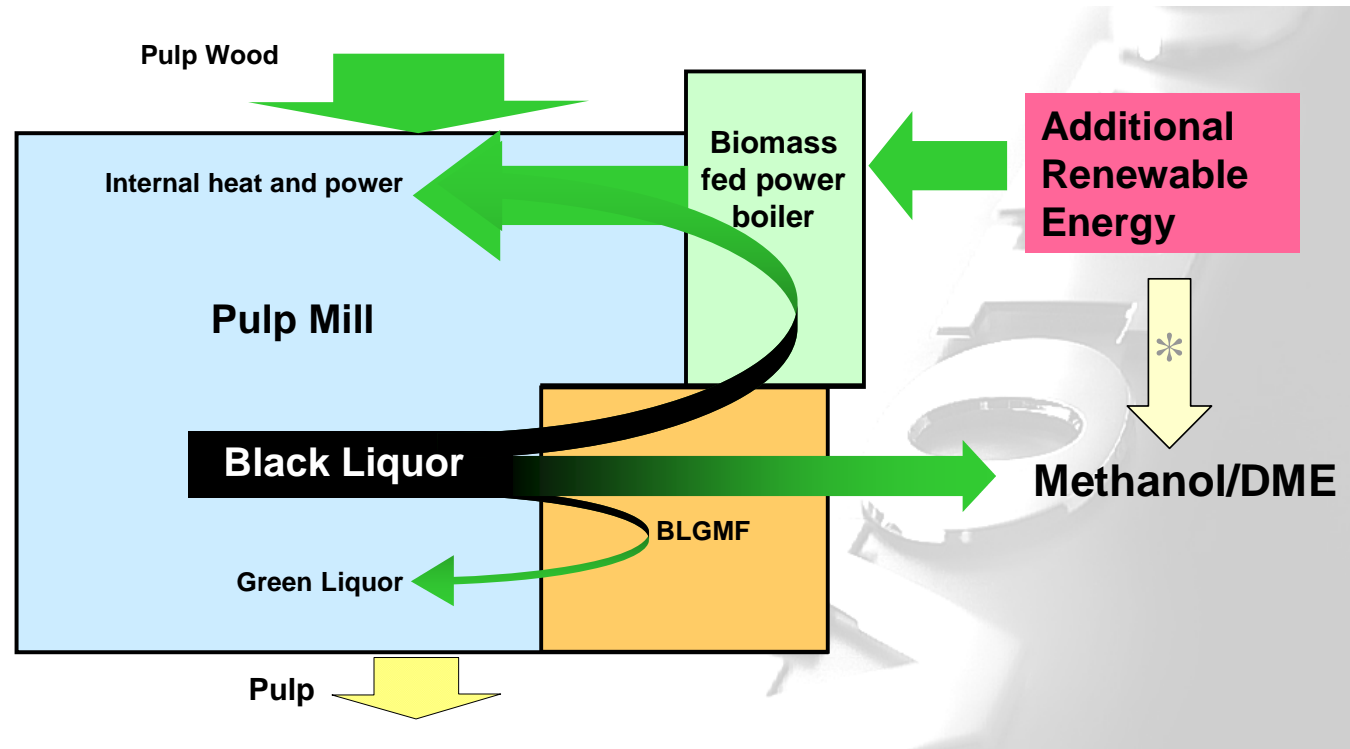 Pulp Wood
Internal heat and power
Biomass
fed power
boiler
Additional
Renewable
Energy
Pulp Mill
*
Black Liquor
Methanol/DME
BLGMF
Green Liquor
Pulp